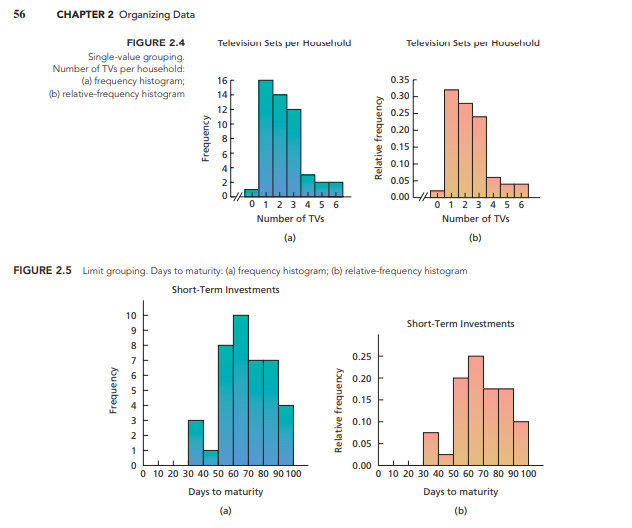 56 CHAPTER 2 Organizing Data
FIGURE 2.4
Single-value grouping.
Number of TVs per household:
(a) frequency histogram;
(b) relative-frequency histogram
Television Sets per Household
Frequency
16
14
12
10
8
6
4
2
0
0 1 2 3 4 5 6
Number of TVs
(a)
Television Sets per Household
Relative frequency
0.35
0.30
0.25
0.20
0.15
0.10
0.05
0.00
0 1 2 3 4 5 6
Number of TVs
(b)
FIGURE 2.5 Limit grouping. Days to maturity: (a) frequency histogram; (b) relative-frequency histogram
Short-Term Investments
Frequency
10
9
8
7
6
5
4
3
2
1
0
0 10 20 30 40 50 60 70 80 90 100
Days to maturity
(a)
Short-Term Investments
Relative frequency
0.25
0.20
0.15
0.10
0.05
0.00
0 10 20 30 40 50 60 70 80 90 100
Days to maturity
(b)